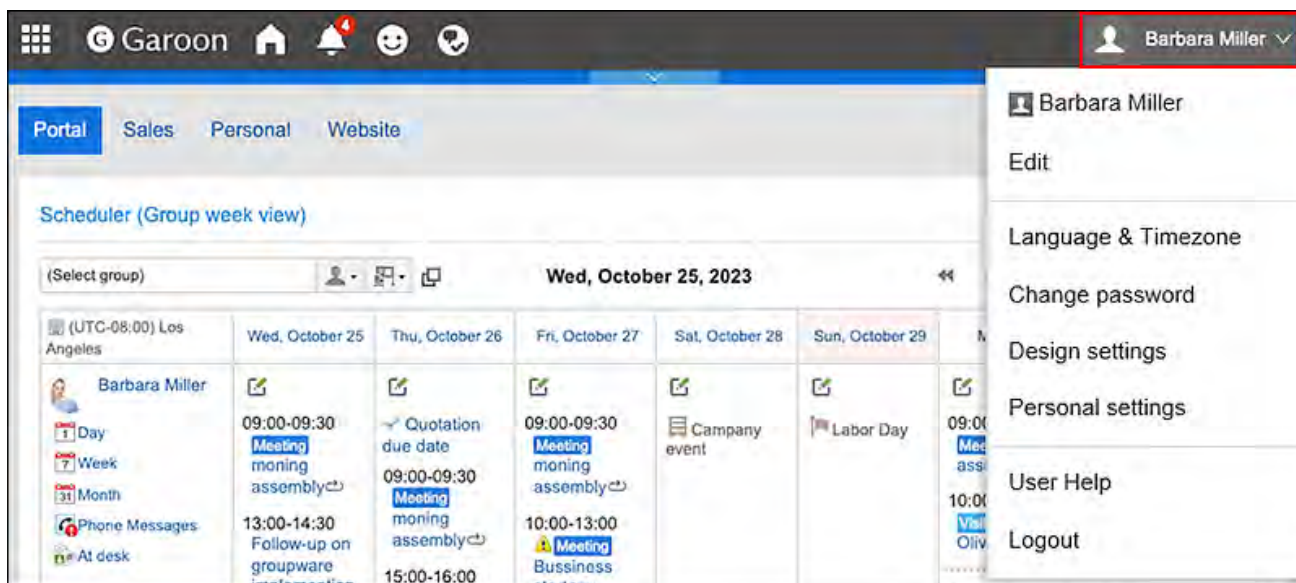 G Garoon 4 Barbara Miller
Portal Sales Personal Website
Barbara Miller
Edit
Language & Timezone
Change password
Design settings
Personal settings
User Help
Logout
Scheduler (Group week view)
(Select group) Wed, October 25, 2023
(UTC-08:00) Los
Angeles
Wed, October 25
Thu, October 26
Fri, October 27
Sat, October 28
Sun, October 29
Barbara Miller
1 Day
7 Week
31 Month
Phone Messages
At desk
09:00-09:30
Meeting
moning
assembly
13:00-14:30
Follow-up on
groupware
Quotation
due date
09:00-09:30
Meeting
moning
assembly
15:00-16:00
09:00-09:30
Meeting
moning
assembly
10:00-13:00
Meeting
Bussiness
Campany
event
Labor Day